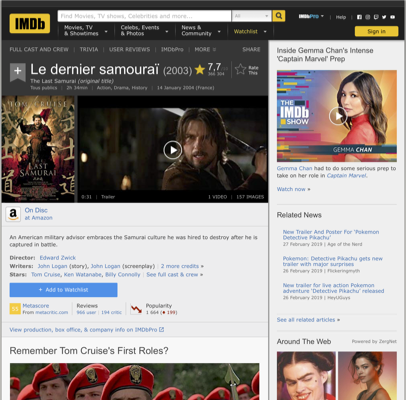 IMDb
Find Movies, TV shows, Celebrities and more...
All
IMDbPro
Help
Movies, TV
& Showtimes
Celebs, Events
& Photos
News &
Community
Watchlist
Sign in
FULL CAST AND CREW | TRIVIA | USER REVIEWS | IMDbPro | MORE
SHARE
Le dernier samouraï (2003)
7,7
Rate
This
The Last Samurai (original title)
Tous publics | 2h 34min | Action, Drama, History | 14 January 2004 (France)
THE
LAST
SAMURAI
0:31 | Trailer
1 VIDEO | 157 IMAGES
On Disc
at Amazon
An American military advisor embraces the Samurai culture he was hired to destroy after he is
captured in battle.
Director: Edward Zwick
Writers: John Logan (story), John Logan (screenplay) | 2 more credits »
Stars: Tom Cruise, Ken Watanabe, Billy Connolly | See full cast & crew »
+ Add to Watchlist
Metascore
From metacritic.com
Reviews
966 user | 194 critic
Popularity
1 664 (199)
View production, box office, & company info on IMDbPro
Remember Tom Cruise's First Roles?
Inside Gemma Chan's Intense
'Captain Marvel' Prep
THE
IMDb
SHOW
GEMMA CHAN
Gemma Chan had to do some serious prep to
take on her role in Captain Marvel.
Watch now »
Related News
New Trailer And Poster For 'Pokemon
Detective Pikachu'
27 February 2019 | Age of the Nerd
Pokemon: Detective Pikachu gets new
trailer with major surprises
26 February 2019 | Flickeringmyth
New trailer for live action Pokemon
adventure 'Detective Pikachu' released
26 February 2019 | HeyUGuys
See all related articles »
Around The Web
Powered by ZergNet